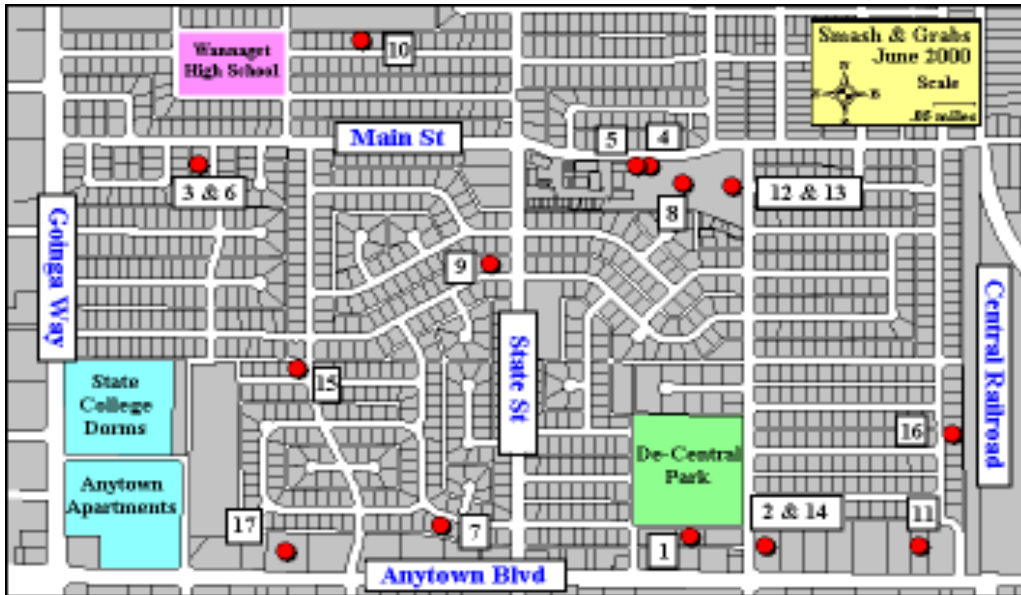 Wannaget
High School
10
Smash & Grabs
June 2000
N
Scale
.05 miles
Main St
5
4
3 & 6
12 & 13
8
Goinga Way
9
Central Railroad
State St
State
College
Dorms
15
16
De-Central
Park
Anytown
Apartments
2 & 14
11
17
7
1
Anytown Blvd